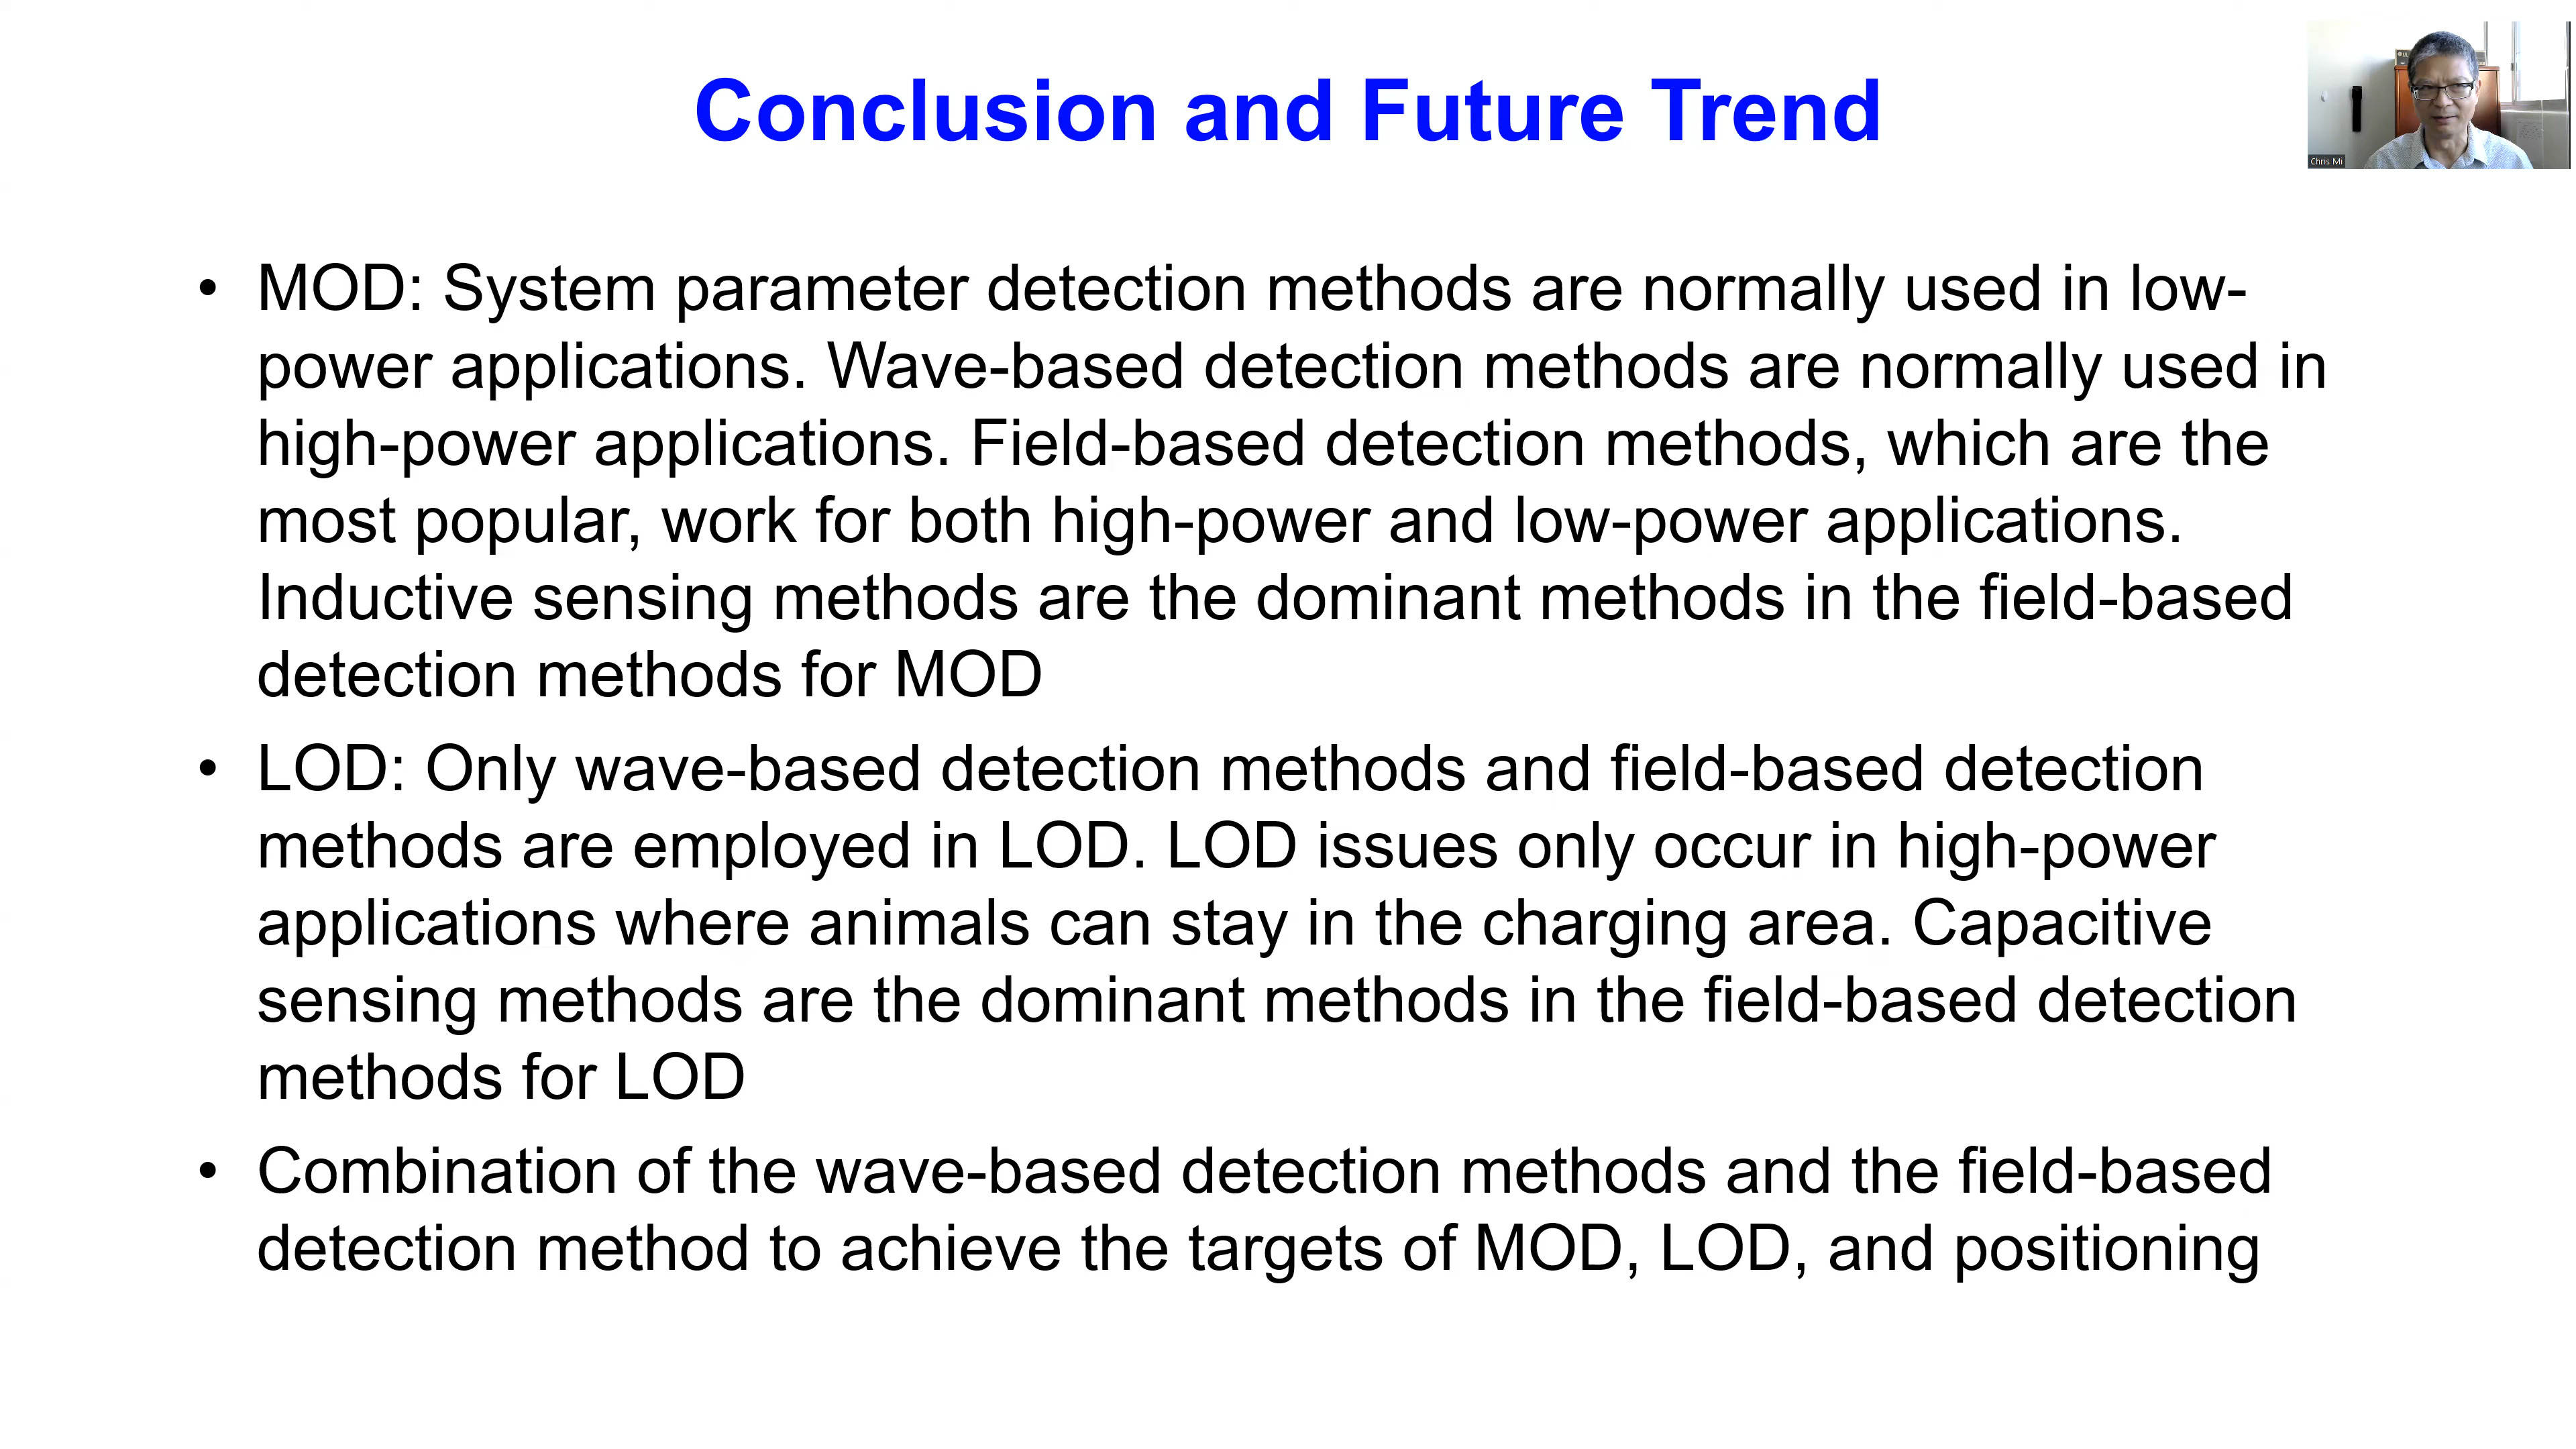 Conclusion and Future Trend
Chris Mi
• MOD: System parameter detection methods are normally used in low-
power applications. Wave-based detection methods are normally used in
high-power applications. Field-based detection methods, which are the
most popular, work for both high-power and low-power applications.
Inductive sensing methods are the dominant methods in the field-based
detection methods for MOD
• LOD: Only wave-based detection methods and field-based detection
methods are employed in LOD. LOD issues only occur in high-power
applications where animals can stay in the charging area. Capacitive
sensing methods are the dominant methods in the field-based detection
methods for LOD
• Combination of the wave-based detection methods and the field-based
detection method to achieve the targets of MOD, LOD, and positioning